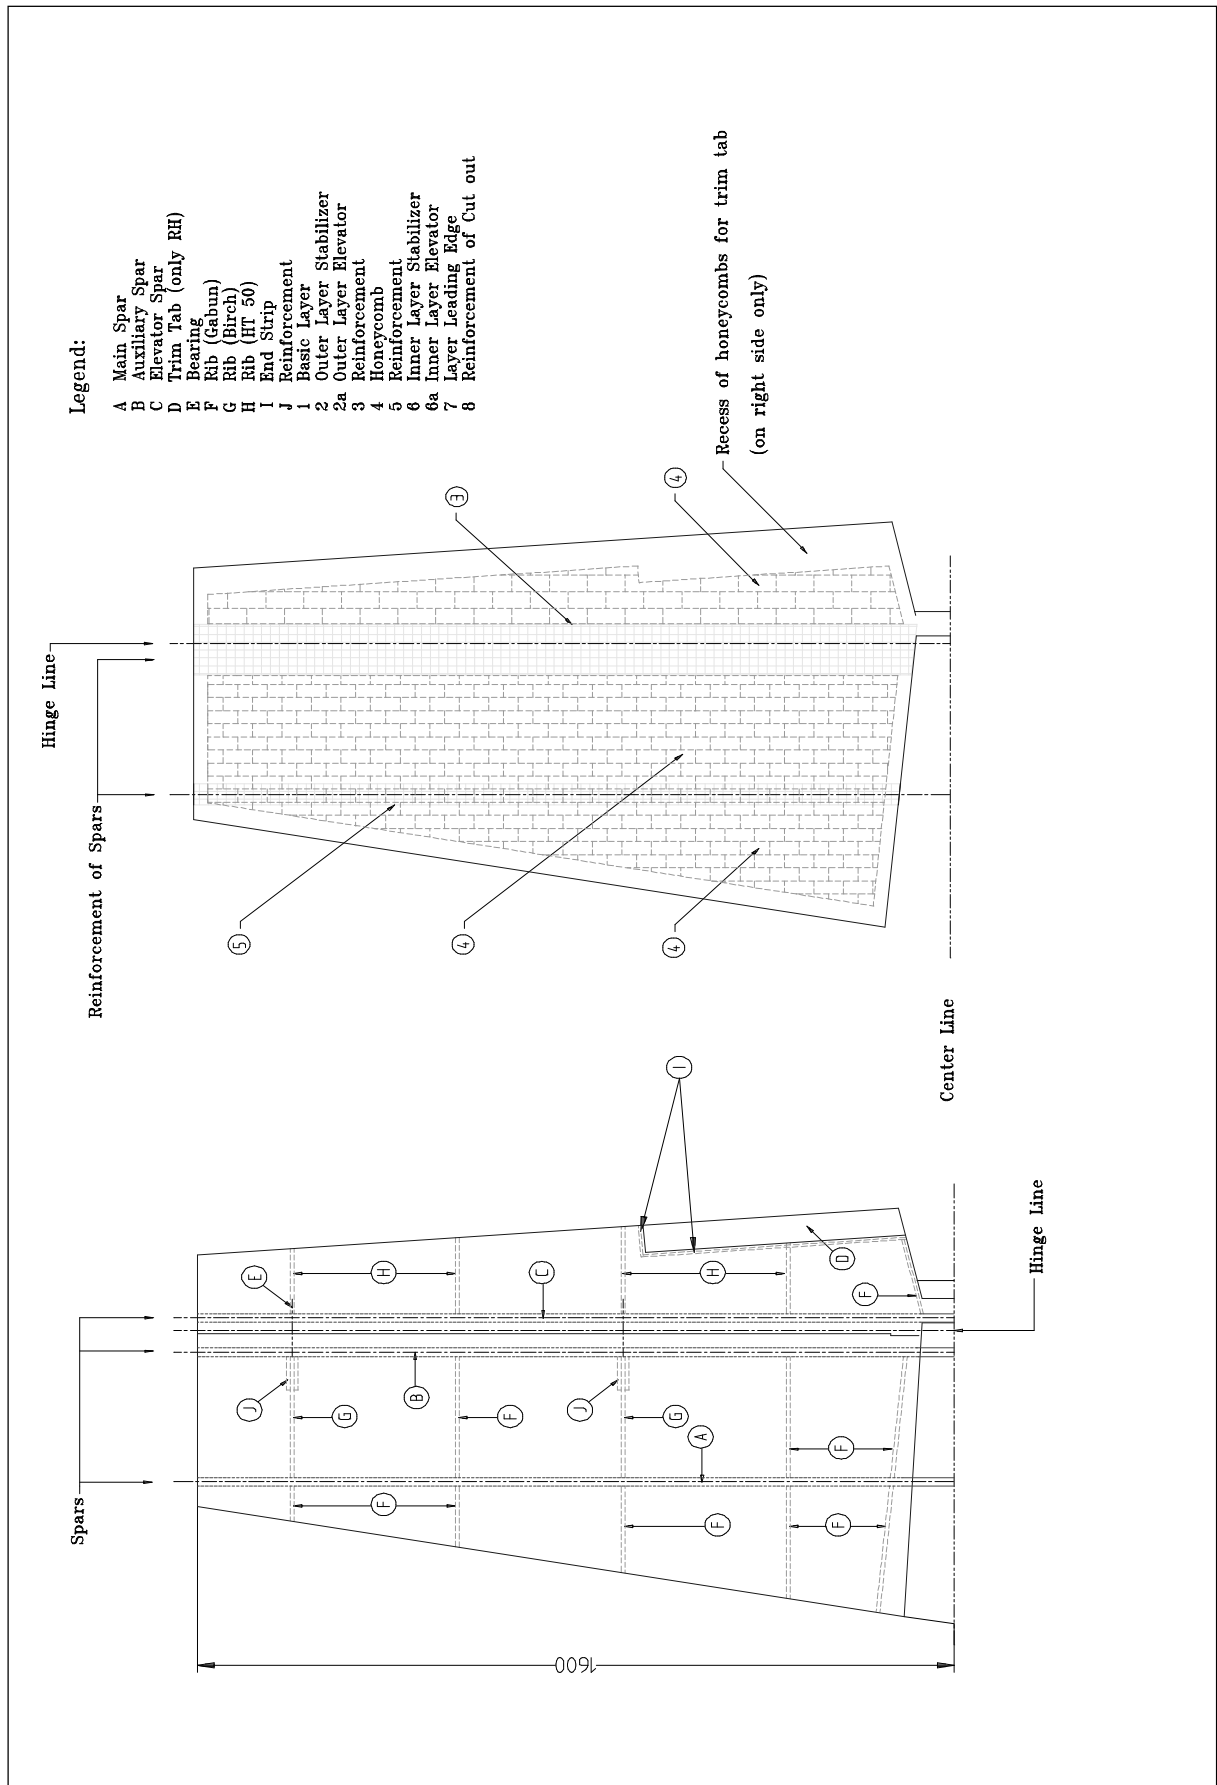 Legend:
A Main Spar
B Auxiliary Spar
C Elevator Spar
D Trim Tab (only RH)
E Bearing
F Rib (Gabun)
G Rib (Birch)
H Rib (HT 50)
I End Strip
J Reinforcement
1 Basic Layer
2 Outer Layer Stabilizer
2a Outer Layer Elevator
3 Reinforcement
4 Honeycomb
5 Reinforcement
6 Inner Layer Stabilizer
6a Inner Layer Elevator
7 Layer Leading Edge
8 Reinforcement of Cut out
Hinge Line
Reinforcement of Spars
3
4
Recess of honeycombs for trim tab
(on right side only)
5
4
4
Center Line
Spars
E
H
C
H
I
D
F
Hinge Line
J
G
B
F
J
G
A
F
F
F
F
1600